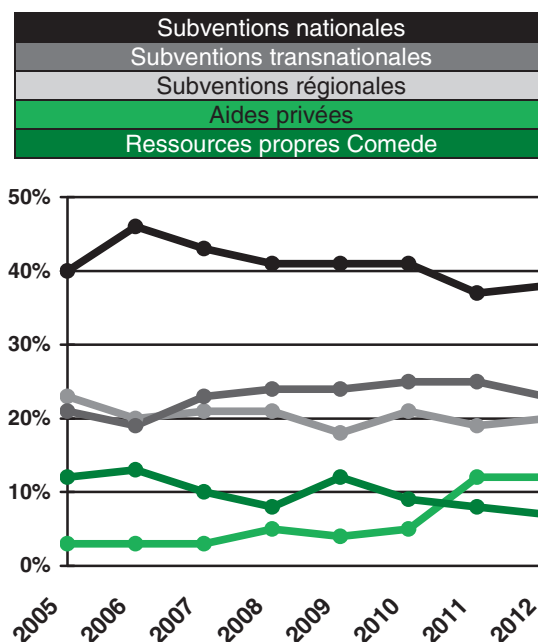 Subventions nationales
Subventions transnationales
Subventions régionales
Aides privées
Ressources propres Comede
50%
40%
30%
20%
10%
0%
2005 2006 2007 2008 2009 2010 2011 2012